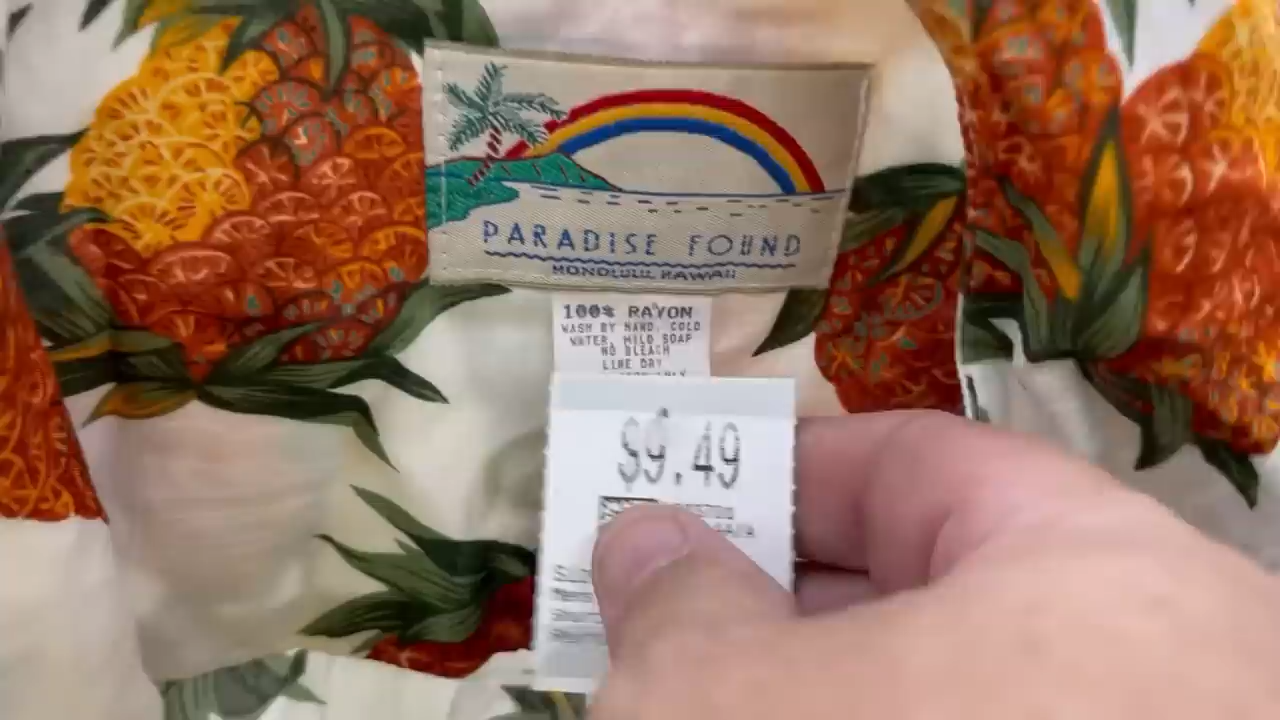 PARADISE FOUND
HONOLULU, HAWAII
100% RAYON
WASH BY HAND, COLD
WATER, MILD SOAP
NO BLEACH
LINE DRY
$9.49